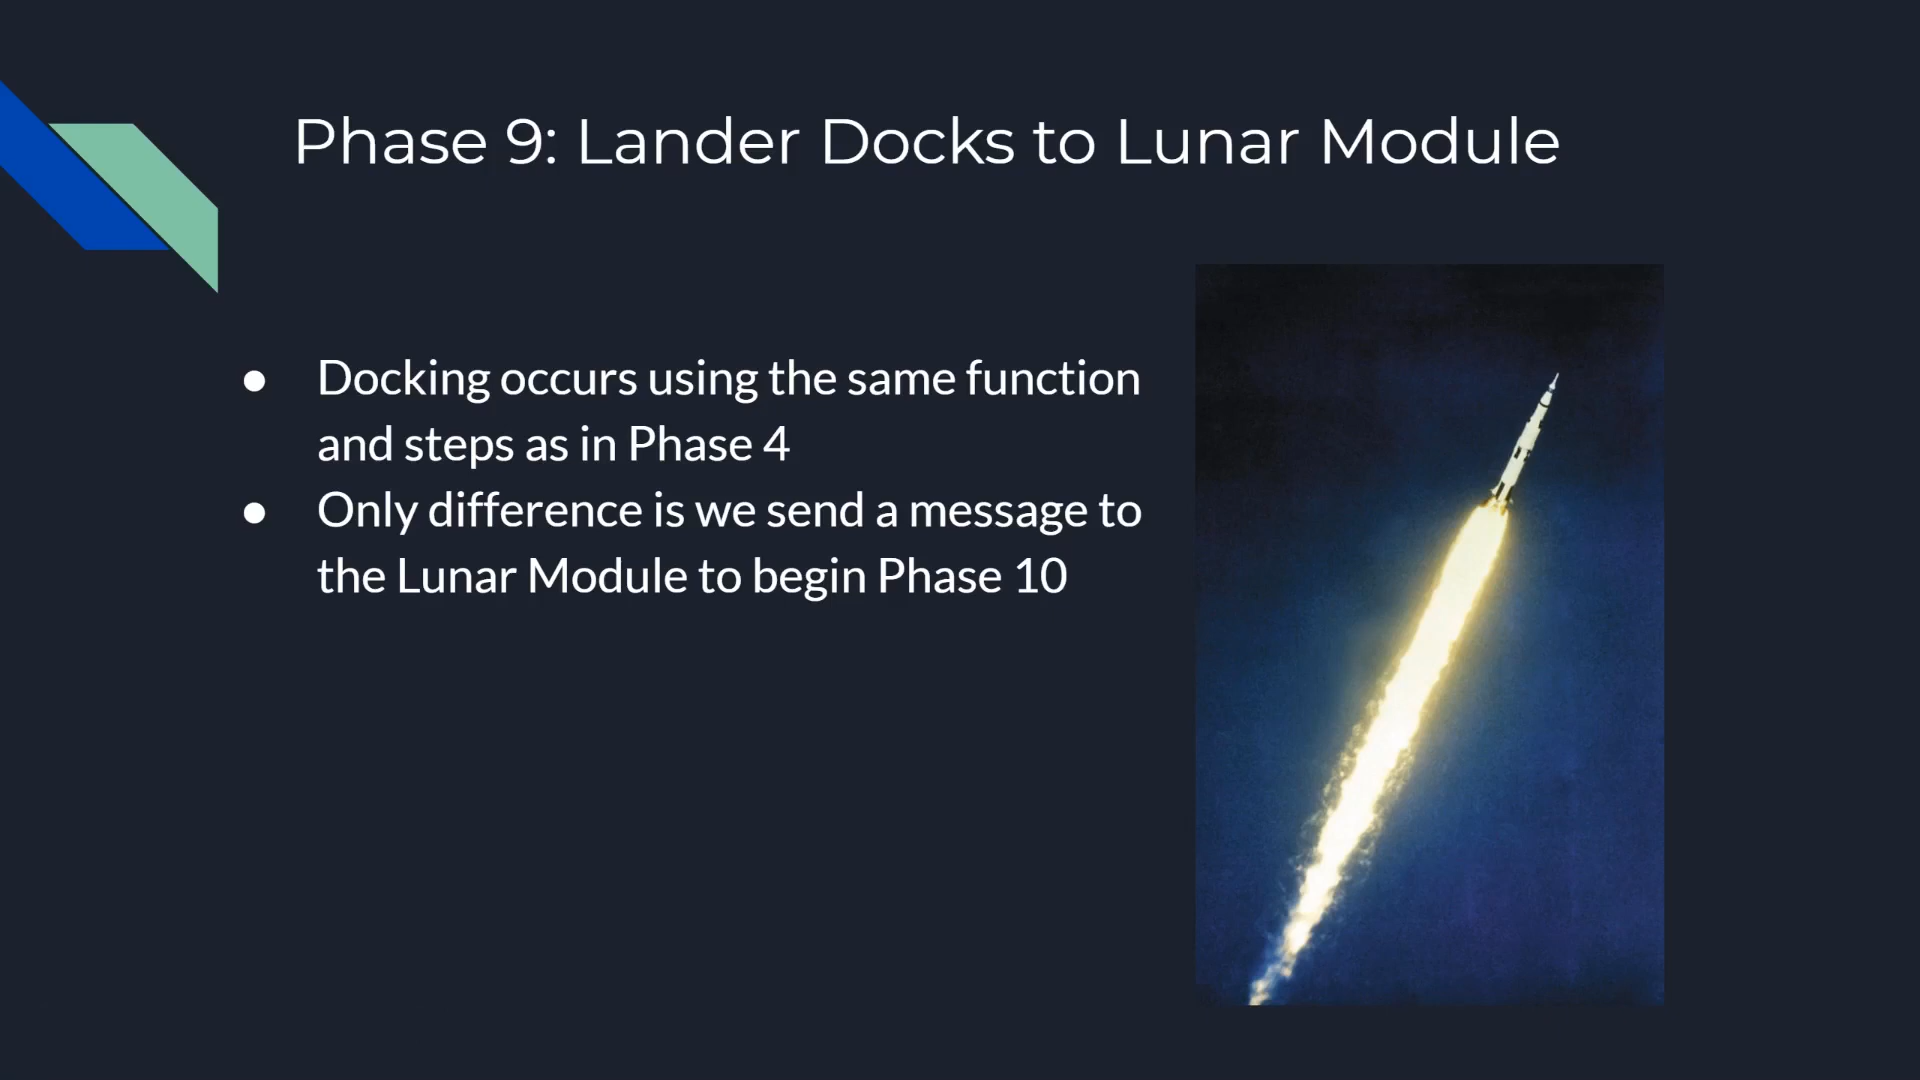 Phase 9: Lander Docks to Lunar Module
● Docking occurs using the same function
and steps as in Phase 4
● Only difference is we send a message to
the Lunar Module to begin Phase 10